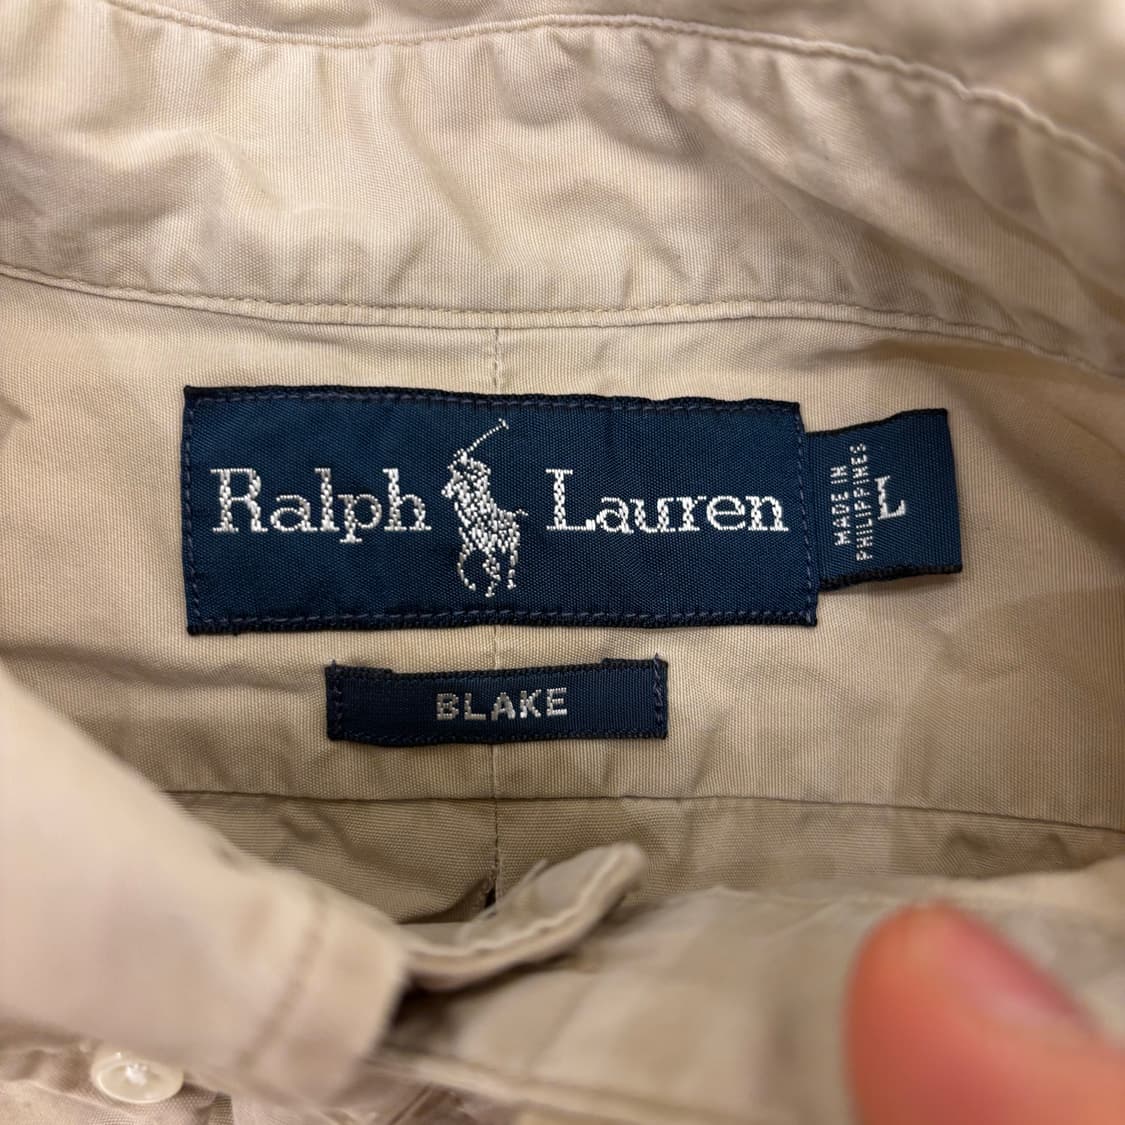 Ralph Lauren
MADE IN
PHILIPPINES
L
BLAKE